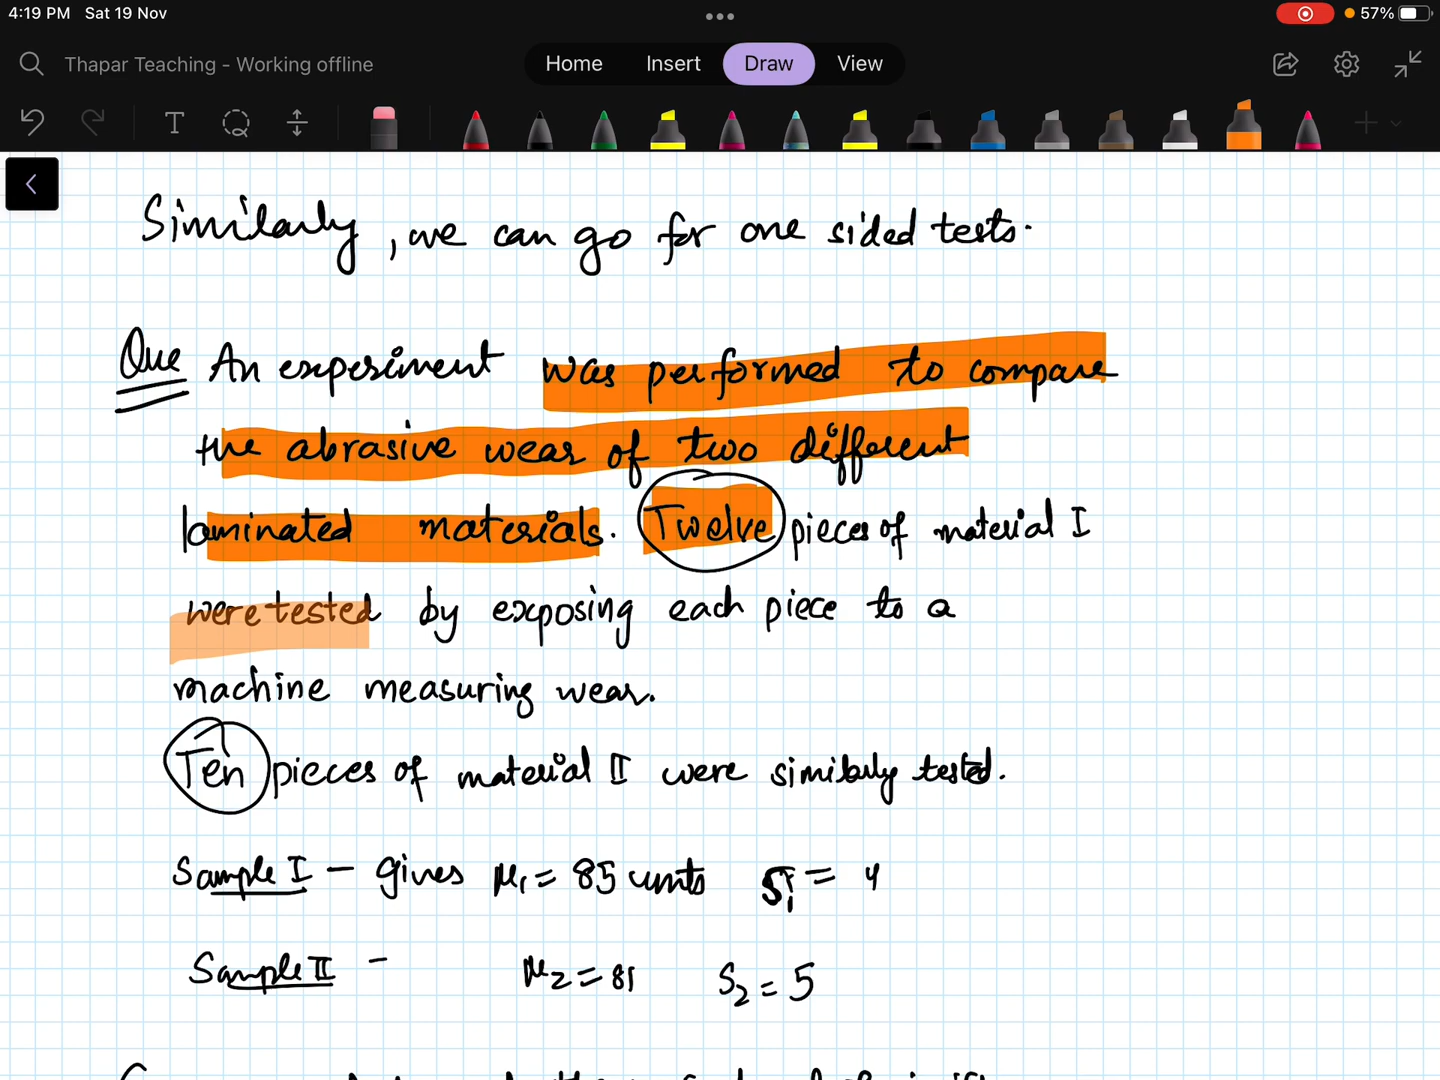 4:19 PM Sat 19 Nov
57%
Thapar Teaching - Working offline
Home Insert Draw View
Similarly, we can go for one sided tests.
Que An experiment was performed to compare
the abrasive wear of two different
laminated materials. Twelve pieces of material I
were tested by exposing each piece to a
machine measuring wear.
Ten pieces of material II were similarly tested.
Sample I - gives μ1 = 85 units S1 = 4
Sample II - μ2 = 81 S2 = 5